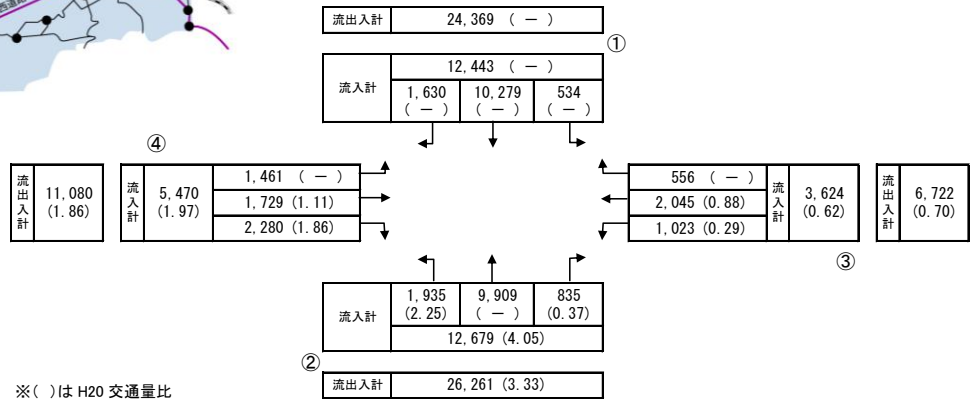 流出入計 24,369 ( － )
①
流入計 12,443 ( － )
1,630 10,279 534
( － ) ( － ) ( － )
④
流出入計 11,080 (1.86)
流入計 5,470 (1.97)
1,461 ( － )
1,729 (1.11)
2,280 (1.86)
556 ( － )
2,045 (0.88)
1,023 (0.29)
流入計 3,624 (0.62)
流出入計 6,722 (0.70)
③
流入計 1,935 9,909 835
(2.25) ( － ) (0.37)
12,679 (4.05)
②
流出入計 26,261 (3.33)
※( )は H20 交通量比